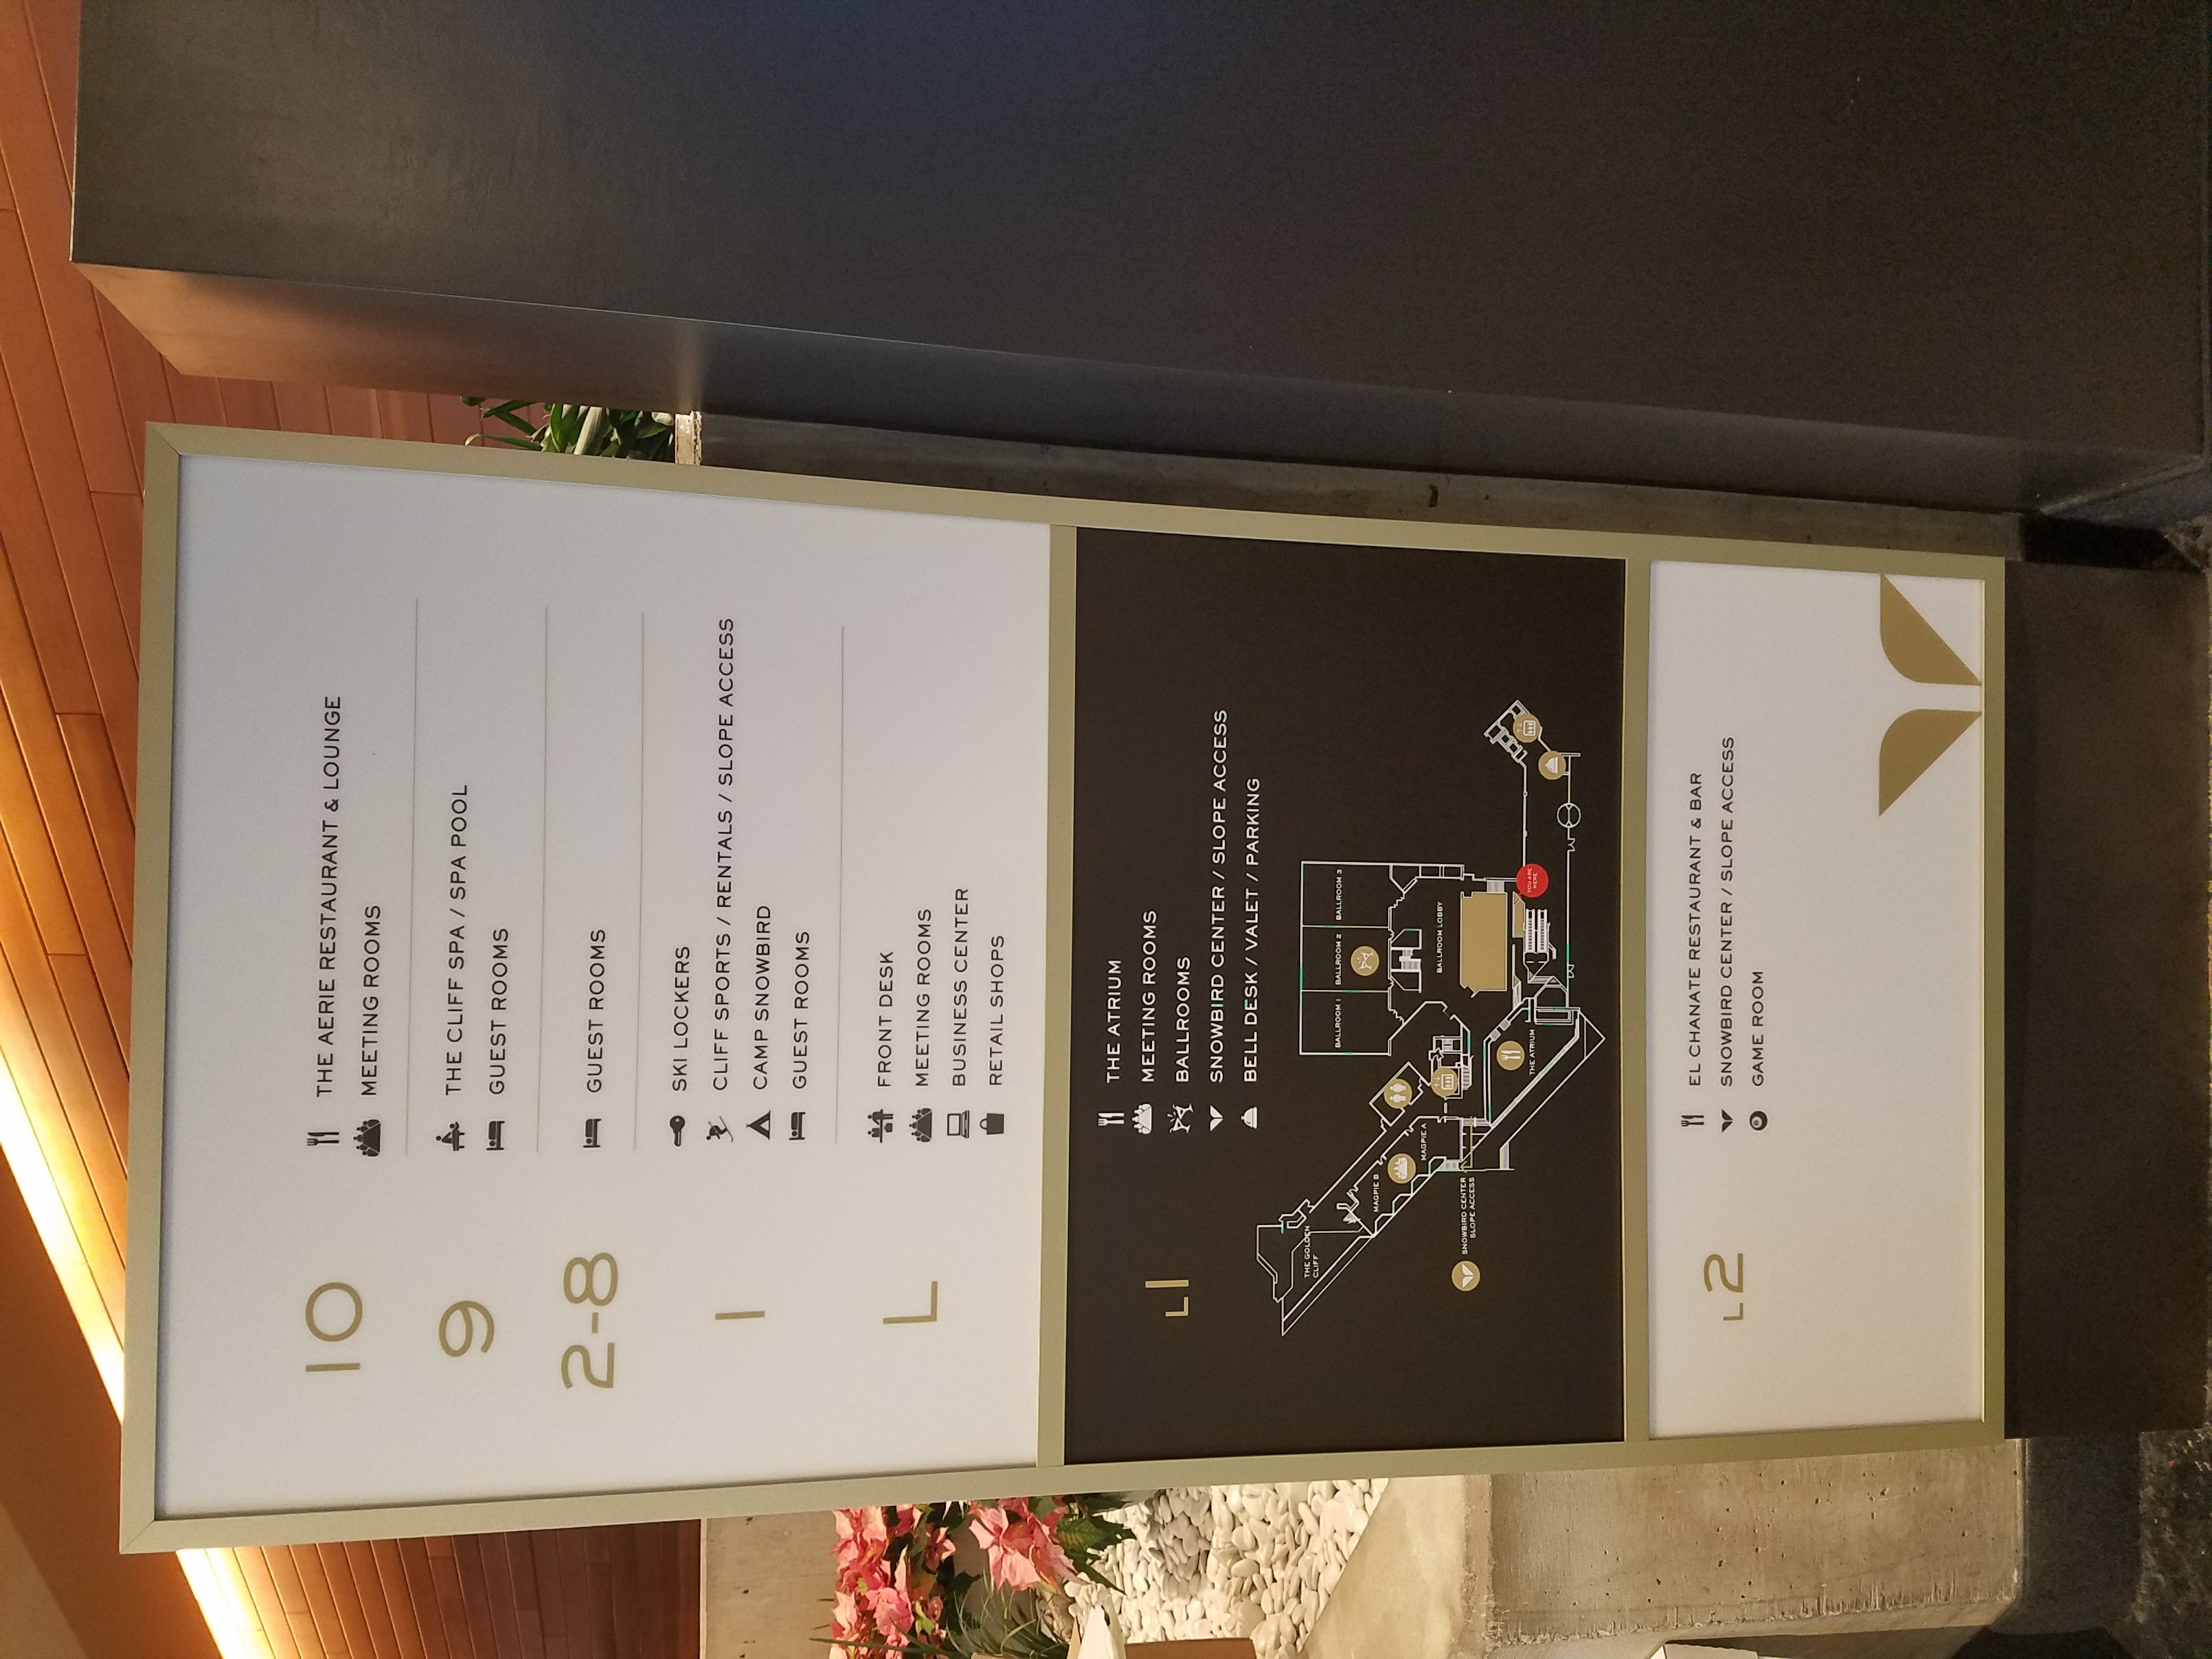 10
THE AERIE RESTAURANT & LOUNGE
MEETING ROOMS
9
THE CLIFF SPA / SPA POOL
GUEST ROOMS
2-8
GUEST ROOMS
1
SKI LOCKERS
CLIFF SPORTS / RENTALS / SLOPE ACCESS
CAMP SNOWBIRD
GUEST ROOMS
L
FRONT DESK
MEETING ROOMS
BUSINESS CENTER
RETAIL SHOPS
L1
THE ATRIUM
MEETING ROOMS
BALLROOMS
SNOWBIRD CENTER / SLOPE ACCESS
BELL DESK / VALET / PARKING
THE GOLDEN
CLIFF
BALLROOM 1
BALLROOM 2
BALLROOM 3
MAGPIE B
MAGPIE A
BALLROOM LOBBY
SNOWBIRD CENTER
SLOPE ACCESS
THE ATRIUM
YOU ARE
HERE
L2
EL CHANATE RESTAURANT & BAR
SNOWBIRD CENTER / SLOPE ACCESS
GAME ROOM